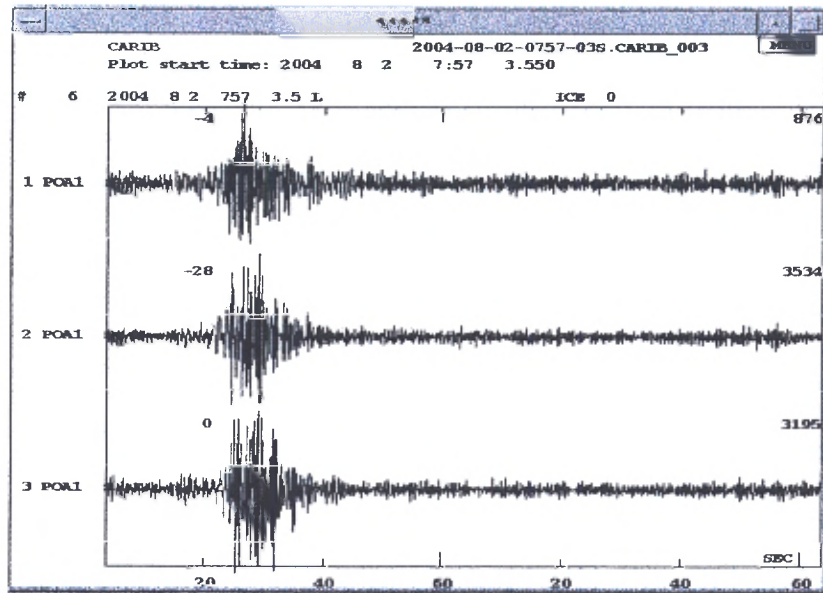 CARIB 2004-08-02-0757-03S.CARIB_003 MENU
Plot start time: 2004 8 2 7:57 3.550
# 6 2004 8 2 757 3.5 L ICE 0
-4 876
1 POA1
-28 3534
2 POA1
0 3195
3 POA1
SEC
20 40 60 20 40 60